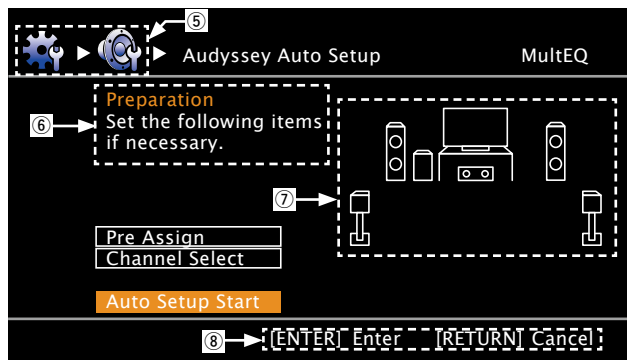 ⑤
Audyssey Auto Setup MultEQ
Preparation
⑥ Set the following items
if necessary.
⑦
Pre Assign
Channel Select
Auto Setup Start
⑧ [ENTER] Enter [RETURN] Cancel